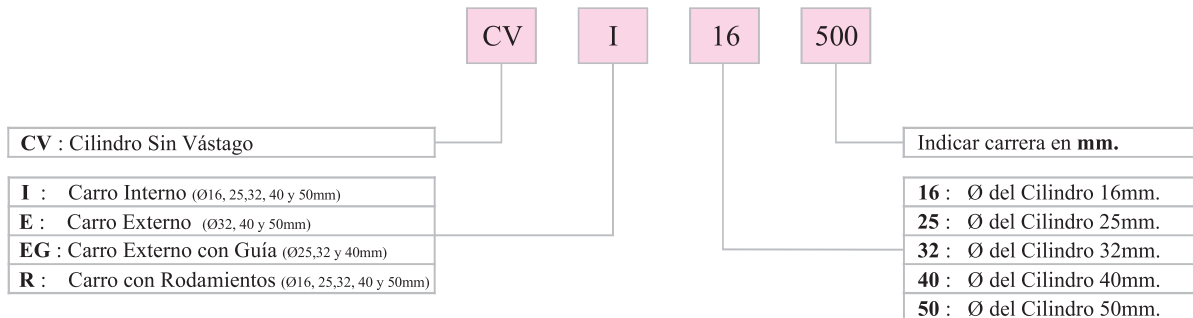 CV I 16 500
CV : Cilindro Sin Vástago
Indicar carrera en mm.
I : Carro Interno (Ø16, 25,32, 40 y 50mm)
E : Carro Externo (Ø32, 40 y 50mm)
EG : Carro Externo con Guía (Ø25,32 y 40mm)
R : Carro con Rodamientos (Ø16, 25,32, 40 y 50mm)
16 : Ø del Cilindro 16mm.
25 : Ø del Cilindro 25mm.
32 : Ø del Cilindro 32mm.
40 : Ø del Cilindro 40mm.
50 : Ø del Cilindro 50mm.